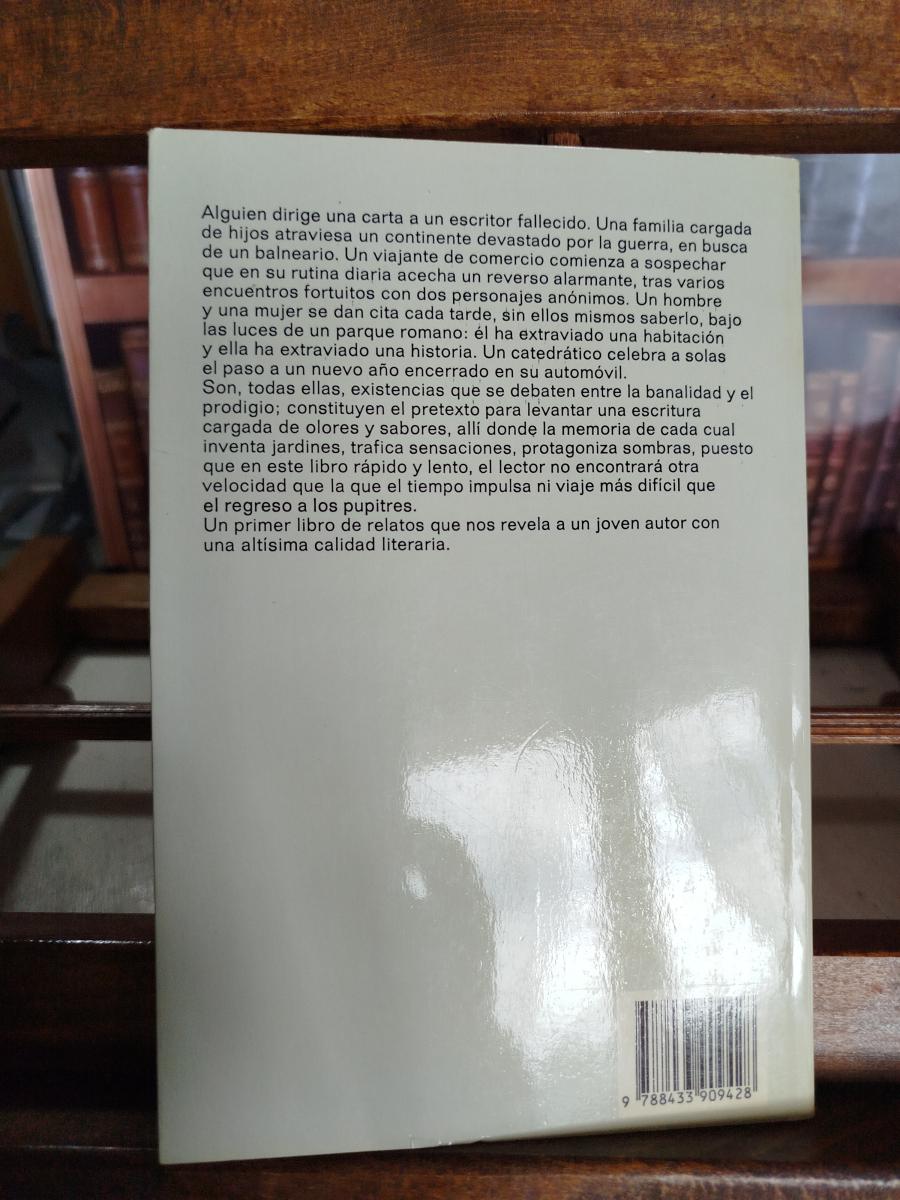 Alguien dirige una carta a un escritor fallecido. Una familia cargada
de hijos atraviesa un continente devastado por la guerra, en busca
de un balneario. Un viajante de comercio comienza a sospechar
que en su rutina diaria acecha un reverso alarmante, tras varios
encuentros fortuitos con dos personajes anónimos. Un hombre
y una mujer se dan cita cada tarde, sin ellos mismos saberlo, bajo
las luces de un parque romano: él ha extraviado una habitación
y ella ha extraviado una historia. Un catedrático celebra a solas
el paso a un nuevo año encerrado en su automóvil.
Son, todas ellas, existencias que se debaten entre la banalidad y el
prodigio; constituyen el pretexto para levantar una escritura
cargada de olores y sabores, allí donde la memoria de cada cual
inventa jardines, trafica sensaciones, protagoniza sombras, puesto
que en este libro rápido y lento, el lector no encontrará otra
velocidad que la que el tiempo impulsa ni viaje más difícil que
el regreso a los pupitres.
Un primer libro de relatos que nos revela a un joven autor con
una altísima calidad literaria.
9 788433 909428